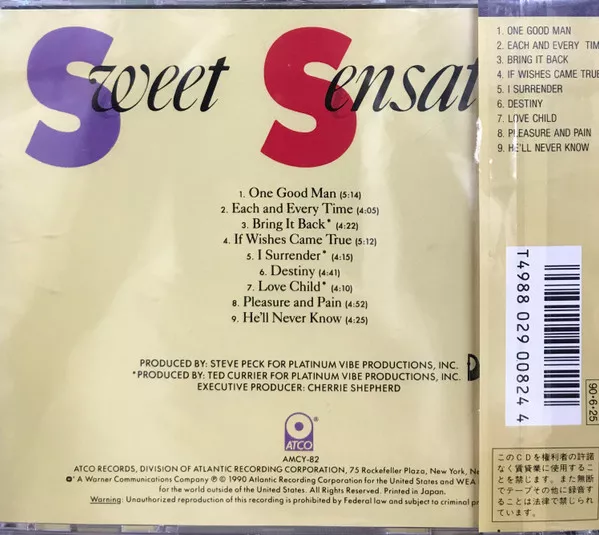 Sweet Sensat
1. One Good Man (5:14)
2. Each and Every Time (4:05)
3. Bring It Back* (4:22)
4. If Wishes Came True (5:12)
5. I Surrender* (4:15)
6. Destiny (4:41)
7. Love Child* (4:10)
8. Pleasure and Pain (4:52)
9. He'll Never Know (4:25)
PRODUCED BY: STEVE PECK FOR PLATINUM VIBE PRODUCTIONS, INC.
*PRODUCED BY: TED CURRIER FOR PLATINUM VIBE PRODUCTIONS, INC.
EXECUTIVE PRODUCER: CHERRIE SHEPHERD
ATCO
AMCY-82
ATCO RECORDS, DIVISION OF ATLANTIC RECORDING CORPORATION, 75 Rockefeller Plaza, New York, Ne
A Warner Communications Company ℗ © 1990 Atlantic Recording Corporation for the United States and WEA
for the world outside of the United States. All Rights Reserved. Printed in Japan.
Warning: Unauthorized reproduction of this recording is prohibited by Federal law and subject to criminal pr
1. ONE GOOD MAN
2. EACH AND EVERY TIM
3. BRING IT BACK
4. IF WISHES CAME TRUE
5. I SURRENDER
6. DESTINY
7. LOVE CHILD
8. PLEASURE AND PAIN
9. HE'LL NEVER KNOW
T4988 029 00824 4
90・6・25
このCDを権利者の許諾
なく賃貸業に使用するこ
とを禁じます。また無断
でテープその他に録音す
ることは法律で禁じられ
ています。